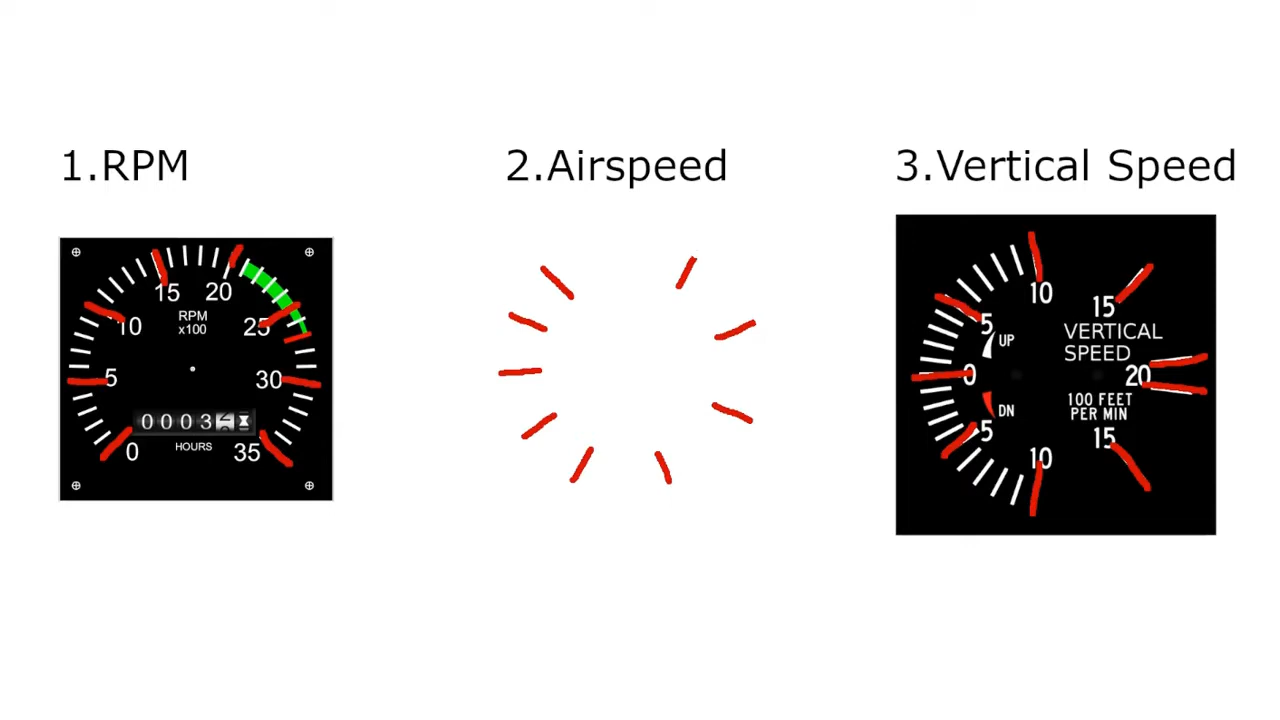 1.RPM
2.Airspeed
3.Vertical Speed
15 20
RPM
x100
10 25
5 30
0003
HOURS
0 35
10
15
5
UP
VERTICAL
SPEED
0
20
DN
100 FEET
PER MIN
5
15
10